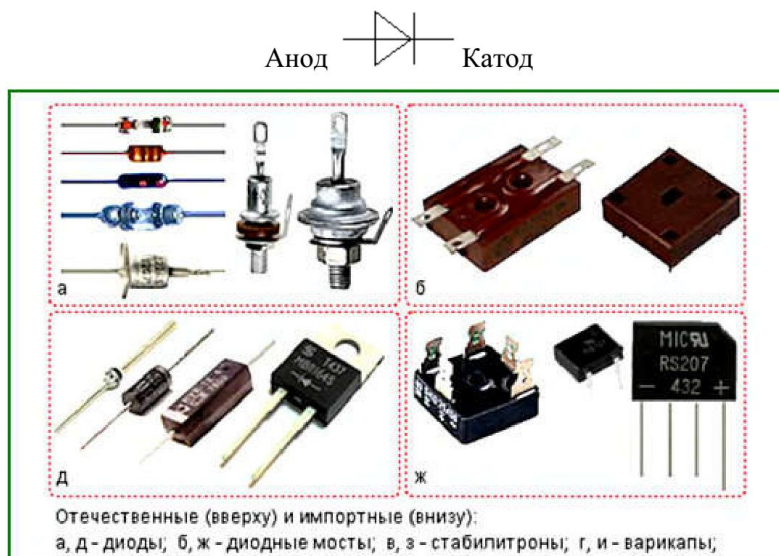 Анод Катод
а
б
д
MIC
RS207
- 432 +
ж
Отечественные (вверху) и импортные (внизу):
а, д - диоды; б, ж - диодные мосты; в, з - стабилитроны; г, и - варикапы;